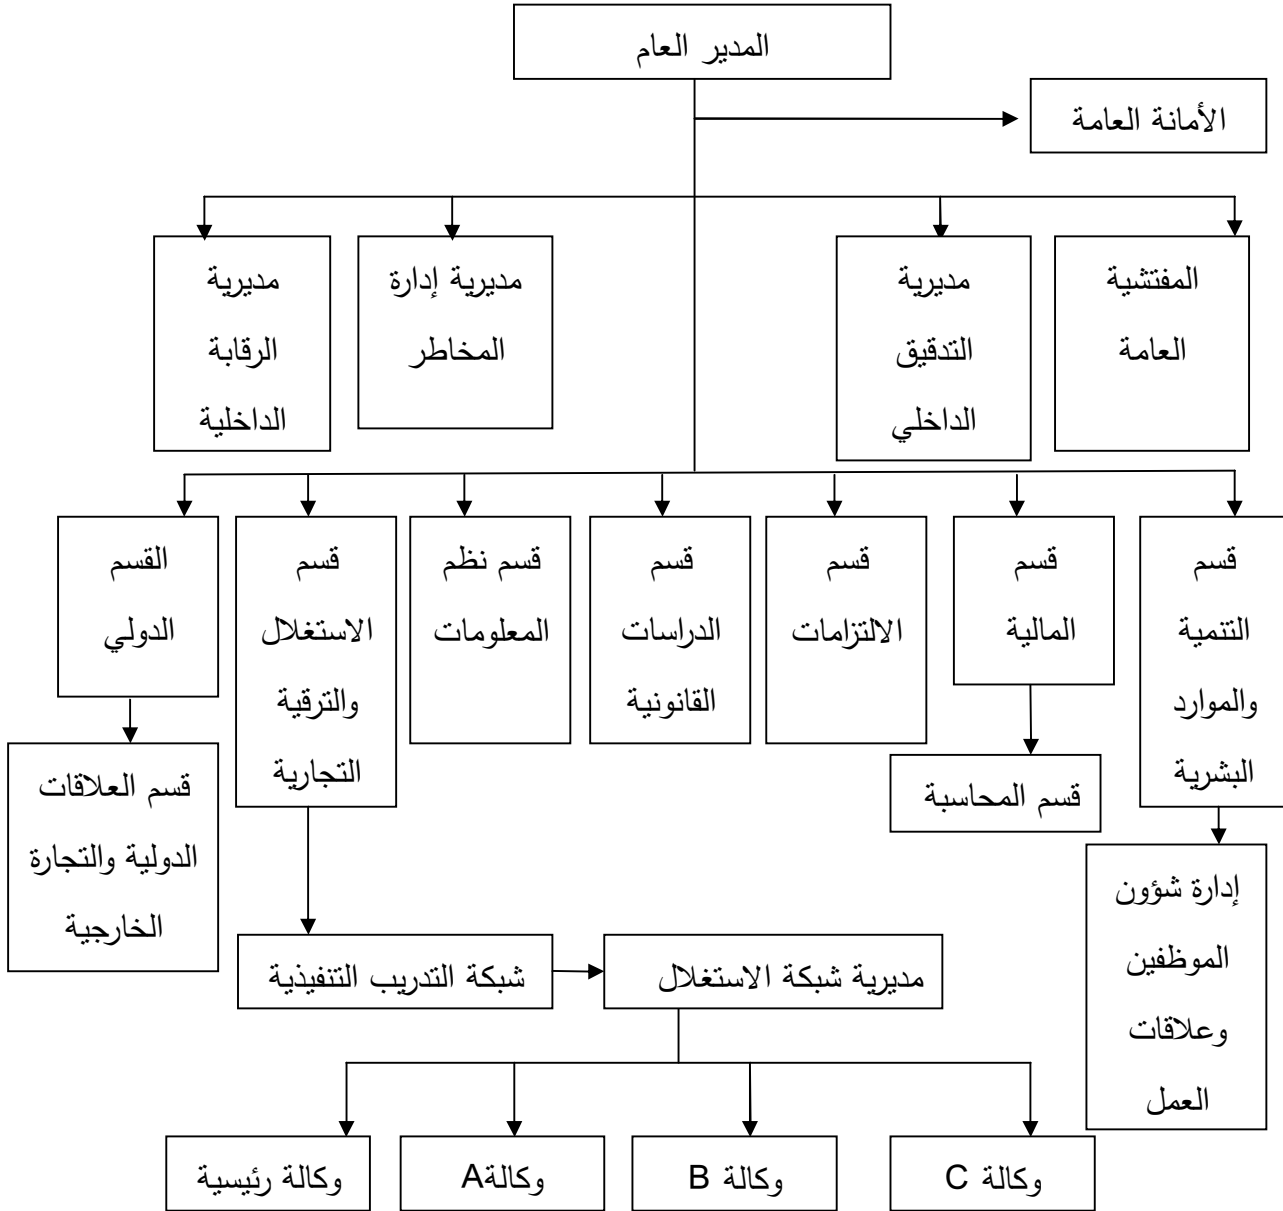 المدير العام
الأمانة العامة
المفتشية
العامة
مديرية
التدقيق
الداخلي
مديرية إدارة
المخاطر
مديرية
الرقابة
الداخلية
قسم
التنمية
والموارد
البشرية
قسم
المالية
قسم
الالتزامات
قسم
الدراسات
القانونية
قسم نظم
المعلومات
قسم
الاستغلال
والترقية
التجارية
القسم
الدولي
إدارة شؤون
الموظفين
وعلاقات
العمل
قسم المحاسبة
قسم العلاقات
الدولية والتجارة
الخارجية
شبكة التدريب التنفيذية
مديرية شبكة الاستغلال
وكالة C
وكالة B
وكالةA
وكالة رئيسية